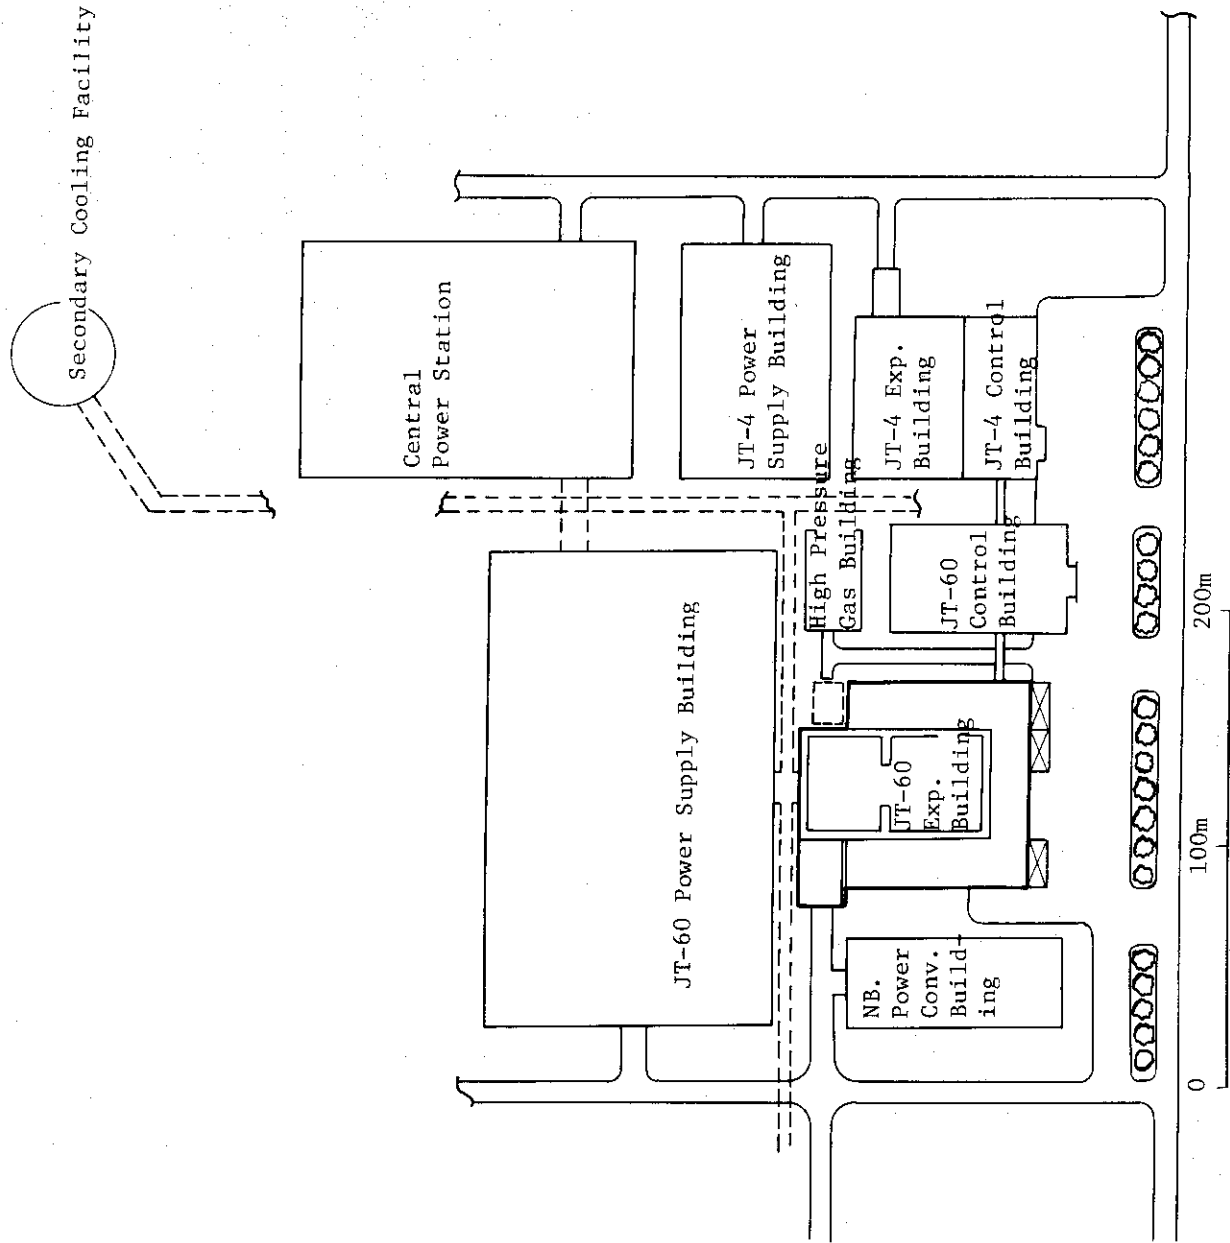 Secondary Cooling Facility
Central
Power Station
JT-4 Power
Supply Building
JT-4 Exp.
Building
JT-4 Control
Building
High Pressure
Gas Building
JT-60
Control
Building
JT-60 Power Supply Building
JT-60
Exp.
Building
NB.
Power
Conv.
Build-
ing
0
100m
200m